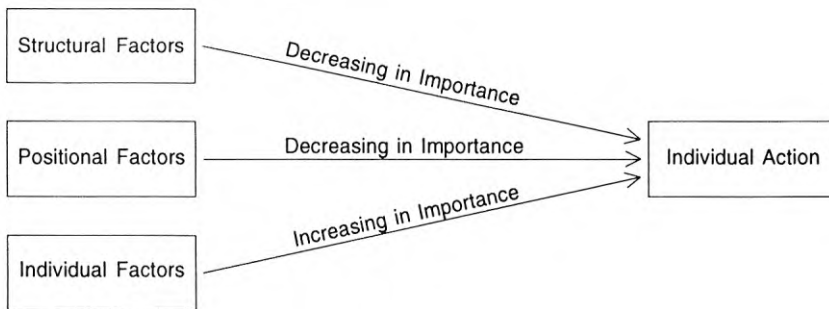 Structural Factors
Decreasing in Importance
Positional Factors
Decreasing in Importance
Individual Action
Increasing in Importance
Individual Factors